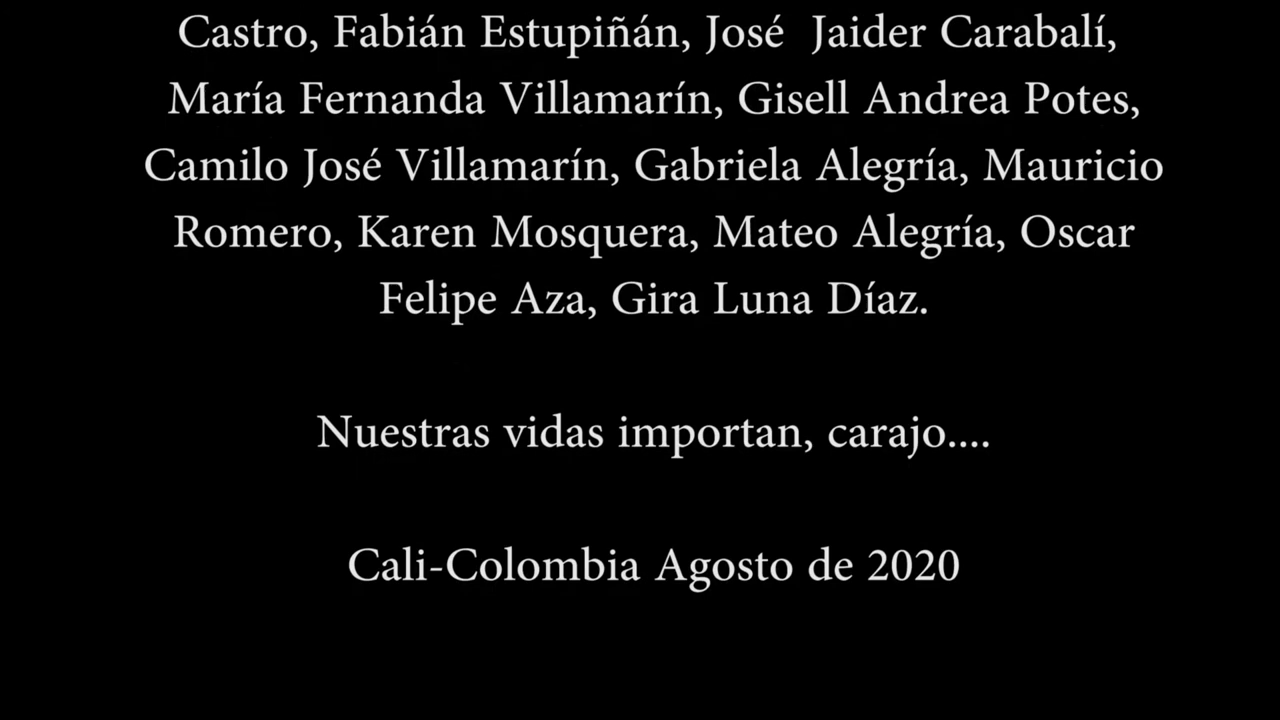 Castro, Fabián Estupiñán, José  Jaider Carabalí,
María Fernanda Villamarín, Gisell Andrea Potes,
Camilo José Villamarín, Gabriela Alegría, Mauricio
Romero, Karen Mosquera, Mateo Alegría, Oscar
Felipe Aza, Gira Luna Díaz.
Nuestras vidas importan, carajo....
Cali-Colombia Agosto de 2020